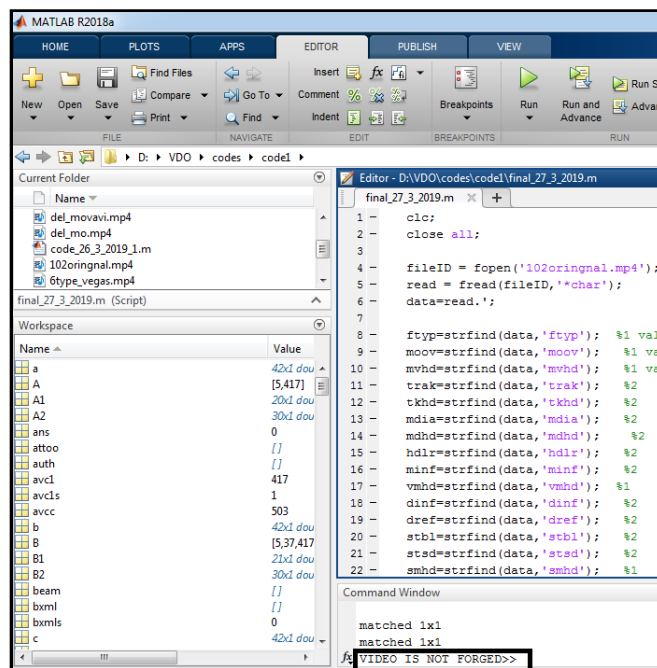 MATLAB R2018a
HOME PLOTS APPS EDITOR PUBLISH VIEW
New Open Save Find Files Compare Print
Go To Find
Insert fx
Comment
Indent
Breakpoints
Run
Run and Advance
Run S
Advan
FILE NAVIGATE EDIT BREAKPOINTS RUN
D: VDO codes code1
Current Folder
Name
del_movavi.mp4
del_mo.mp4
code_26_3_2019_1.m
102oringnal.mp4
6type_vegas.mp4
final_27_3_2019.m (Script)
Workspace
Name Value
a 42x1 dou
A [5,417]
A1 20x1 dou
A2 30x1 dou
ans 0
attoo []
auth []
avc1 417
avc1s 1
avcc 503
b 42x1 dou
B [5,37,417
B1 21x1 dou
B2 30x1 dou
beam []
bxml []
bxmls 0
c 42x1 dou
Editor - D:\VDO\codes\code1\final_27_3_2019.m
final_27_3_2019.m
1 - clc;
2 - close all;
3
4 - fileID = fopen('102oringnal.mp4');
5 - read = fread(fileID,'*char');
6 - data=read.';
7
8 - ftyp=strfind(data,'ftyp'); %1 val
9 - moov=strfind(data,'moov'); %1 va
10 - mvhd=strfind(data,'mvhd'); %1 va
11 - trak=strfind(data,'trak'); %2
12 - tkhd=strfind(data,'tkhd'); %2
13 - mdia=strfind(data,'mdia'); %2
14 - mdhd=strfind(data,'mdhd'); %2
15 - hdlr=strfind(data,'hdlr'); %2
16 - minf=strfind(data,'minf'); %2
17 - vmhd=strfind(data,'vmhd'); %1
18 - dinf=strfind(data,'dinf'); %2
19 - dref=strfind(data,'dref'); %2
20 - stbl=strfind(data,'stbl'); %2
21 - stsd=strfind(data,'stsd'); %2
22 - smhd=strfind(data,'smhd'); %1
Command Window
matched 1x1
matched 1x1
fx VIDEO IS NOT FORGED>>